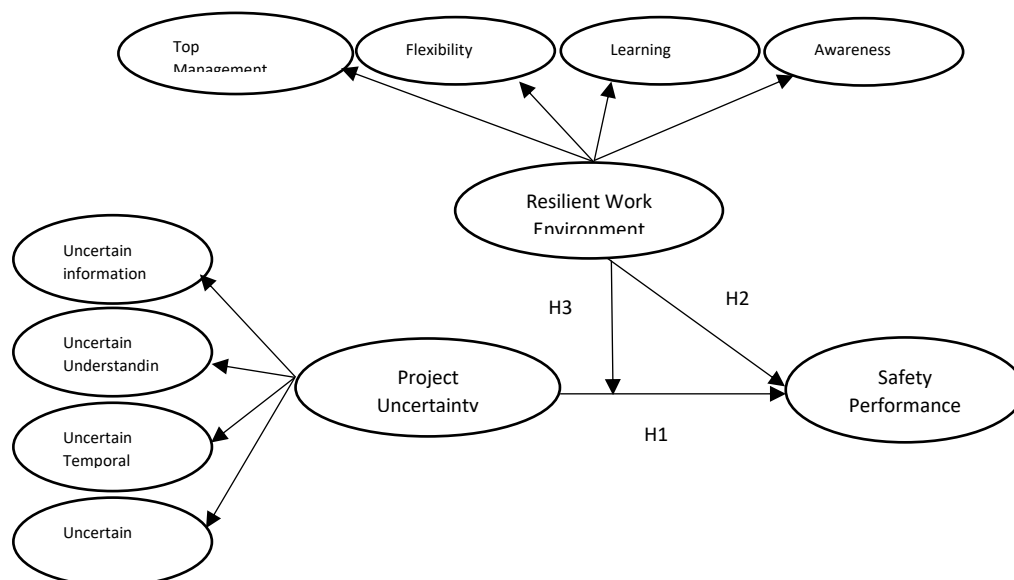 Top
Management
Flexibility
Learning
Awareness
Resilient Work
Environment
Uncertain
information
H3
H2
Uncertain
Understandin
Project
Uncertainty
Safety
Performance
H1
Uncertain
Temporal
Uncertain